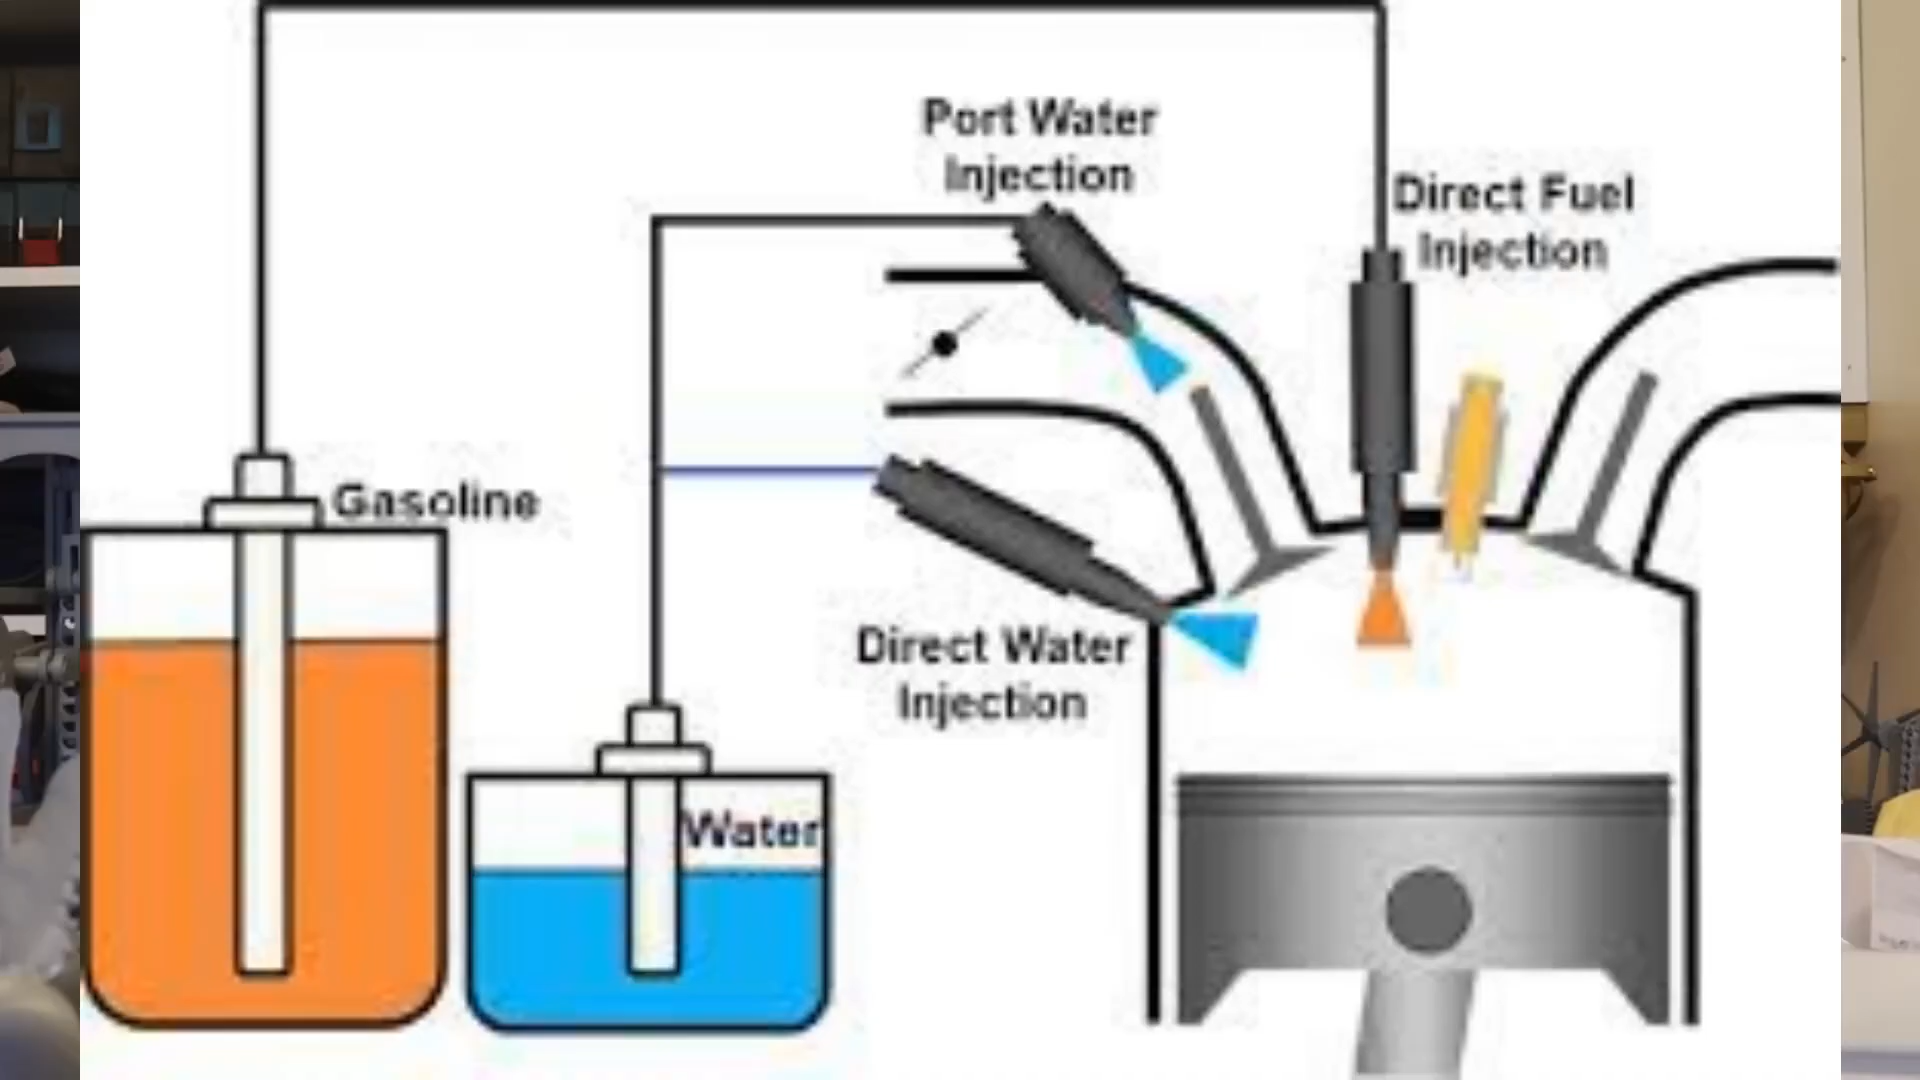 Port Water
Injection
Direct Fuel
Injection
Gasoline
Direct Water
Injection
Water